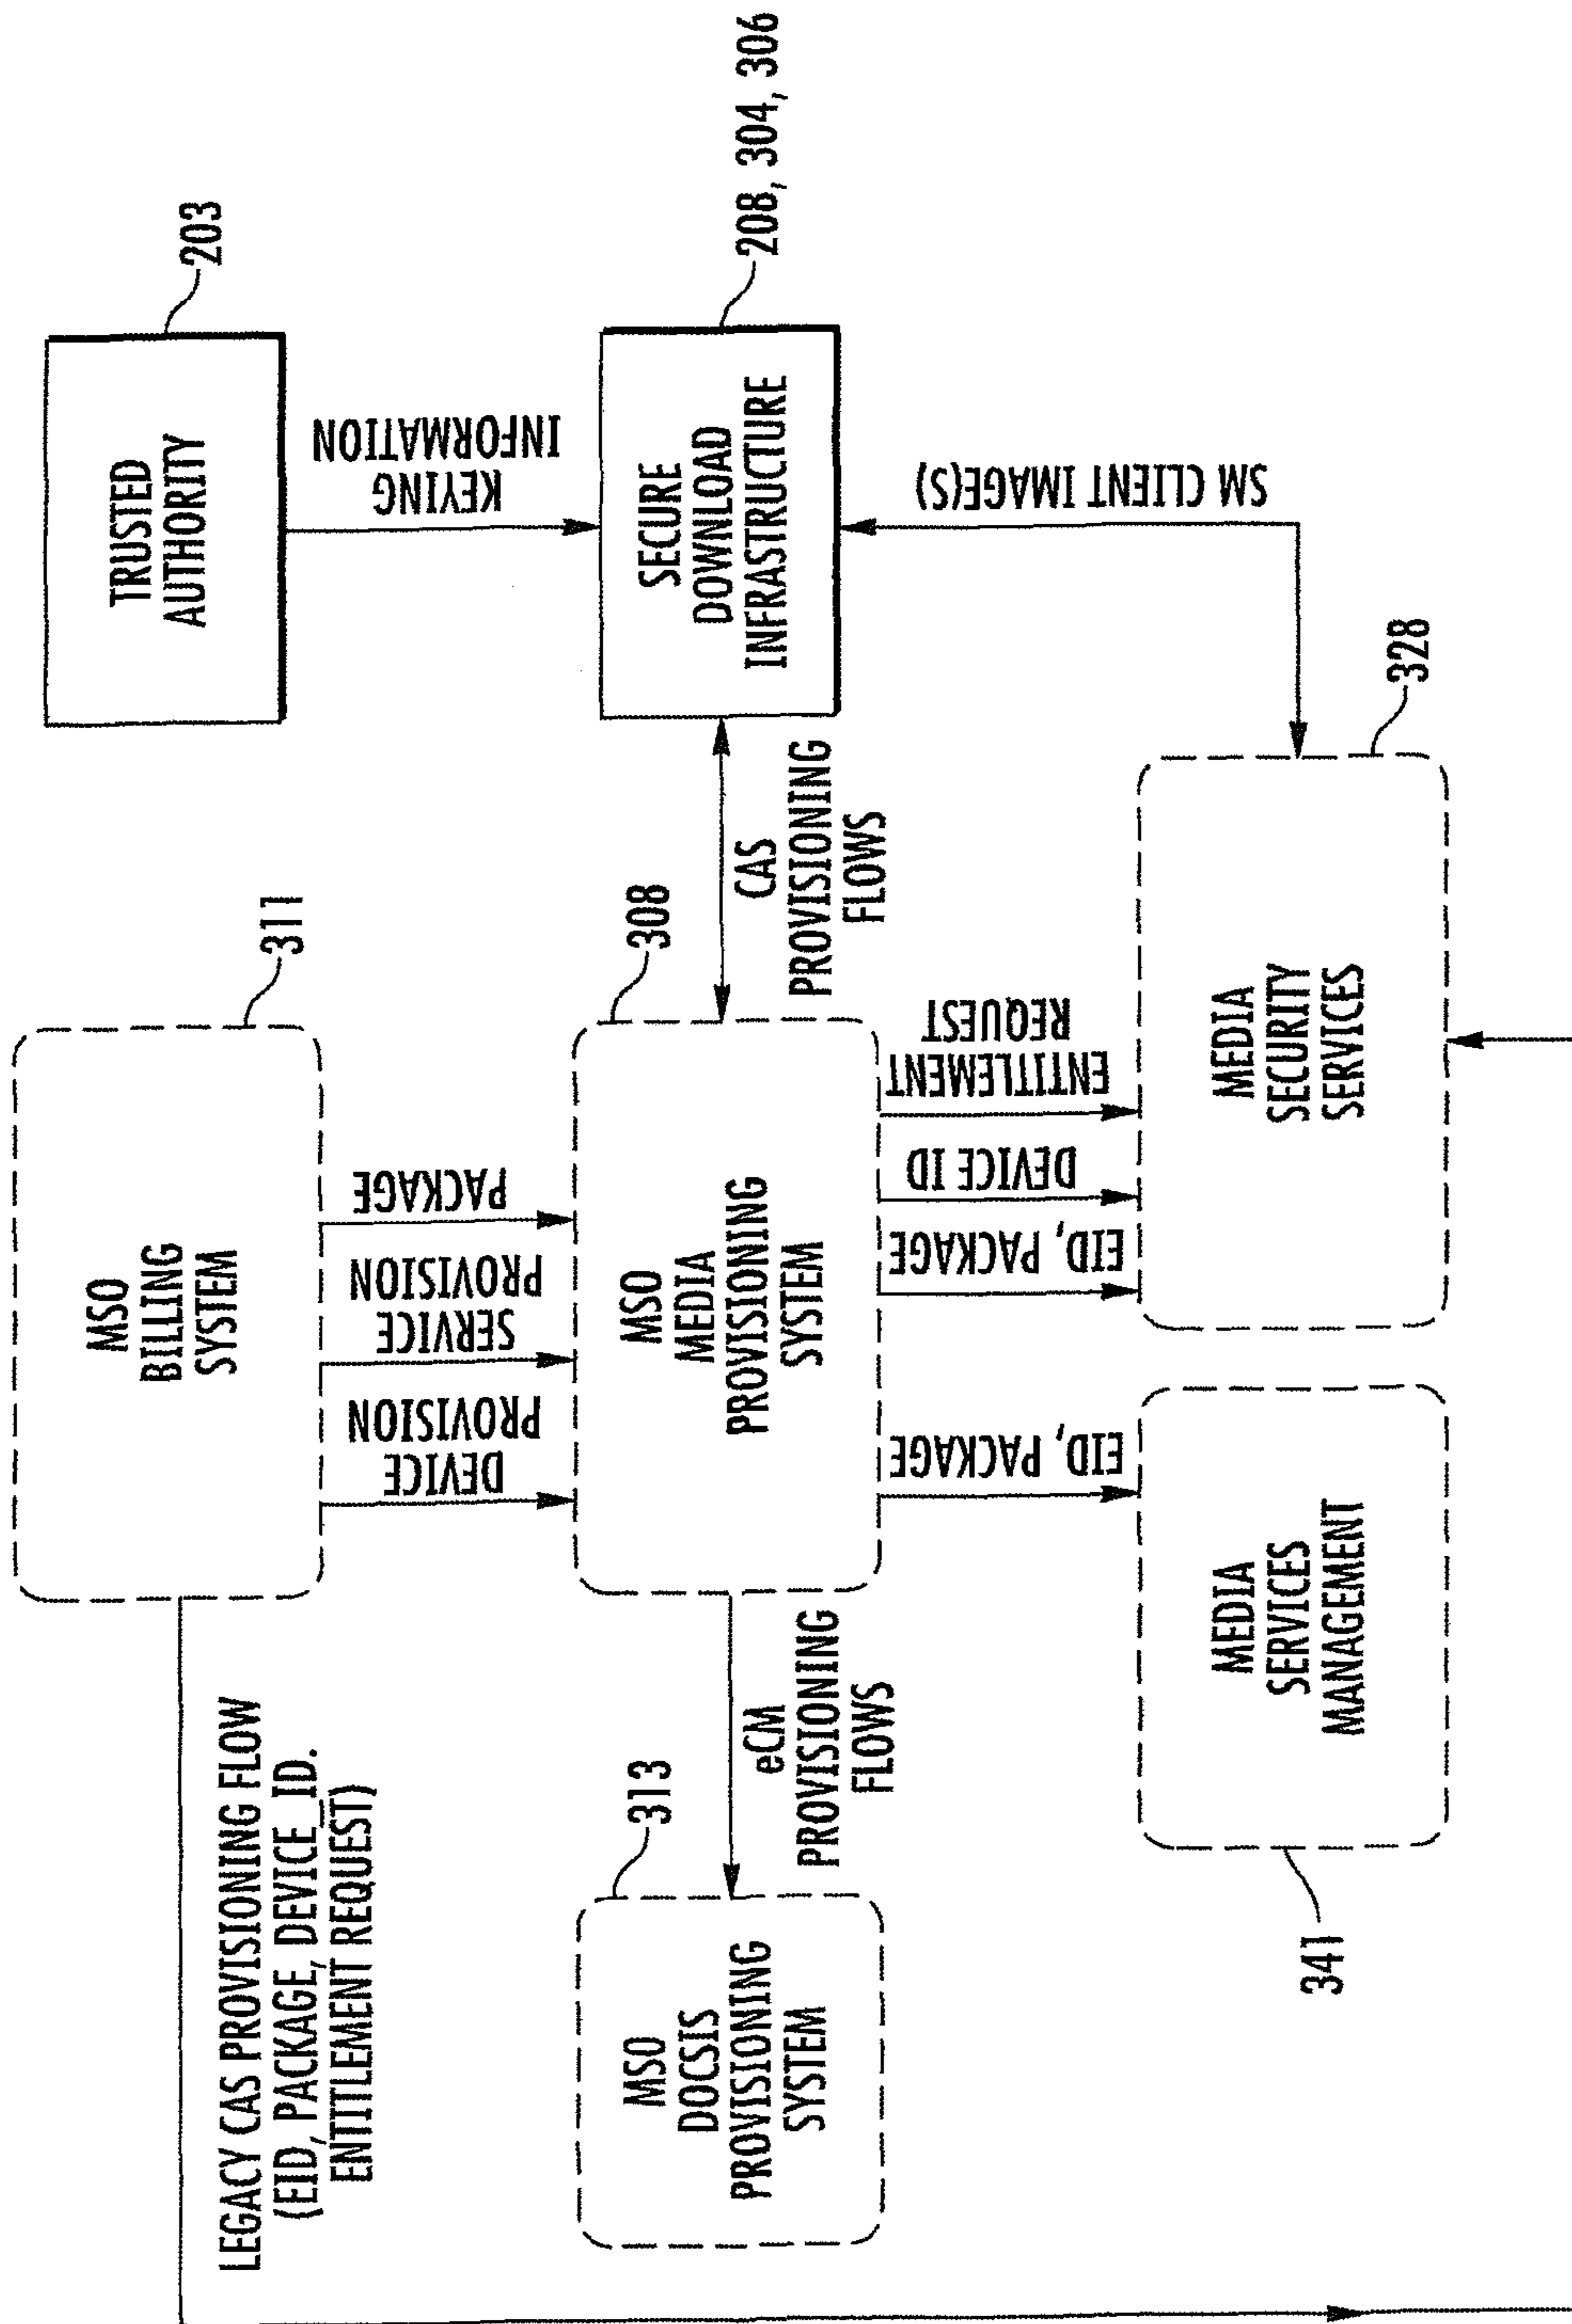 LEGACY CAS PROVISIONING FLOW
(EID, PACKAGE, DEVICE_ID.
ENTITLEMENT REQUEST)
MSO
BILLING
SYSTEM
311
TRUSTED
AUTHORITY
203
DEVICE
PROVISION
SERVICE
PROVISION
PACKAGE
KEYING
INFORMATION
313
MSO
DOCSIS
PROVISIONING
SYSTEM
eCM
PROVISIONING
FLOWS
MSO
MEDIA
PROVISIONING
SYSTEM
308
CAS
PROVISIONING
FLOWS
SECURE
DOWNLOAD
INFRASTRUCTURE
208, 304, 306
EID, PACKAGE
EID, PACKAGE
DEVICE ID
ENTITLEMENT
REQUEST
SM CLIENT IMAGE(S)
341
MEDIA
SERVICES
MANAGEMENT
MEDIA
SECURITY
SERVICES
328